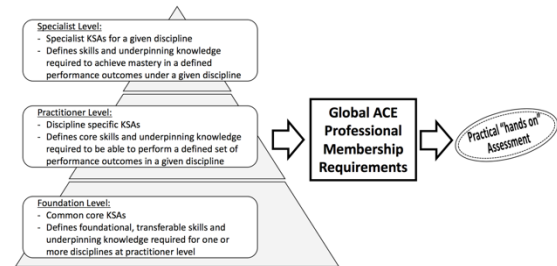 Specialist Level:
- Specialist KSAs for a given discipline
- Defines skills and underpinning knowledge
required to achieve mastery in a defined
performance outcomes under a given discipline
Practitioner Level:
- Discipline specific KSAs
- Defines core skills and underpinning knowledge
required to be able to perform a defined set of
performance outcomes in a given discipline
Foundation Level:
- Common core KSAs
- Defines foundational, transferable skills and
underpinning knowledge required for one or
more disciplines at practitioner level
Global ACE
Professional
Membership
Requirements
Practical "hands on"
Assessment